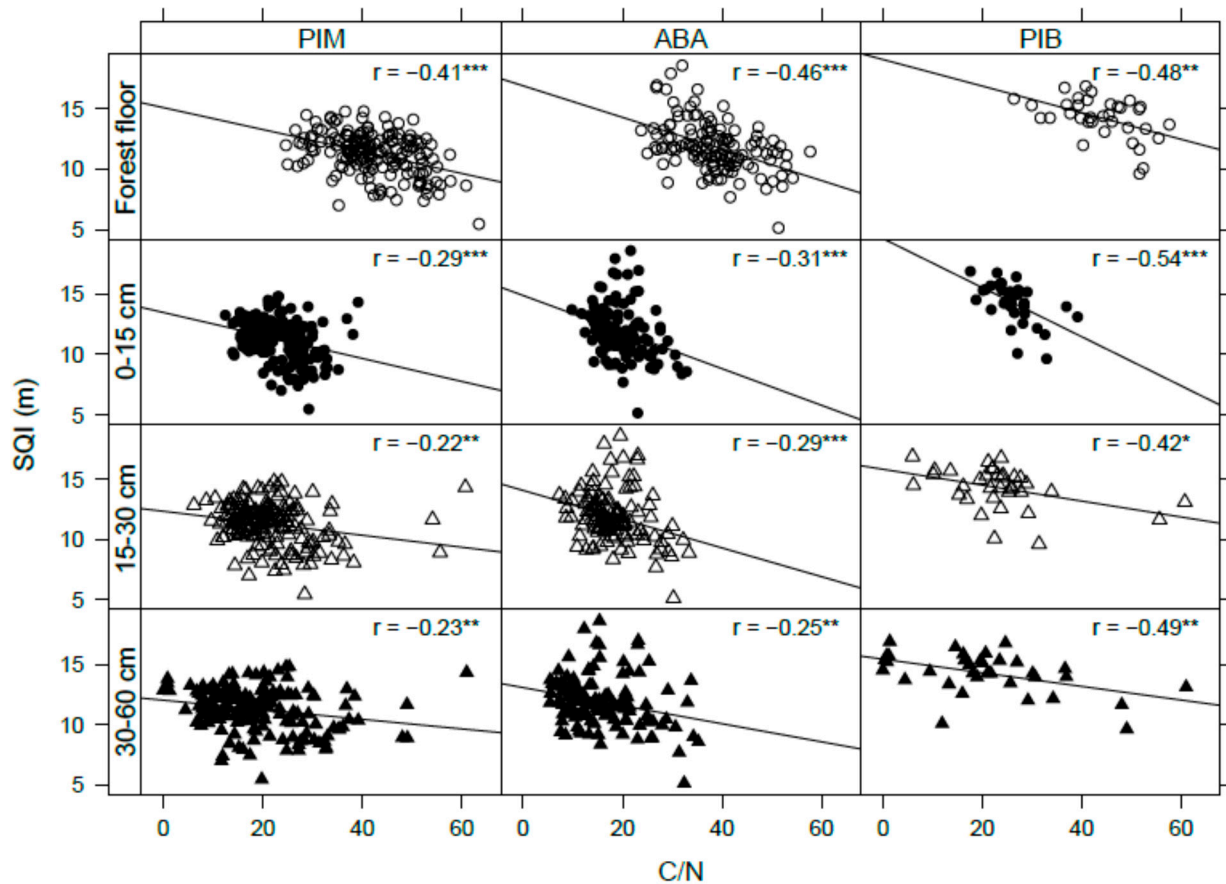 PIM ABA PIB
Forest floor
r = −0.41***
r = −0.46***
r = −0.48**
15
10
5
0-15 cm
r = −0.29***
r = −0.31***
r = −0.54***
15
10
5
15-30 cm
r = −0.22**
r = −0.29***
r = −0.42*
15
10
5
30-60 cm
r = −0.23**
r = −0.25**
r = −0.49**
15
10
5
SQI (m)
0 20 40 60 0 20 40 60 0 20 40 60
C/N